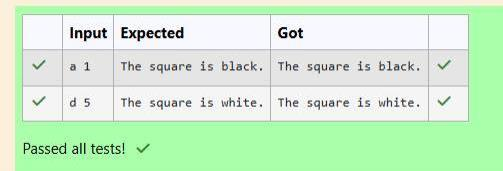 Input Expected Got
a 1 The square is black. The square is black.
d 5 The square is white. The square is white.
Passed all tests!